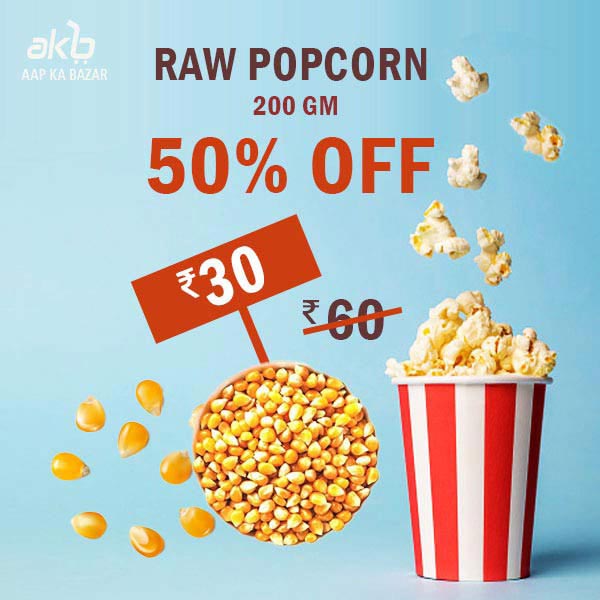 akb
AAP KA BAZAR
RAW POPCORN
200 GM
50% OFF
₹30
₹60